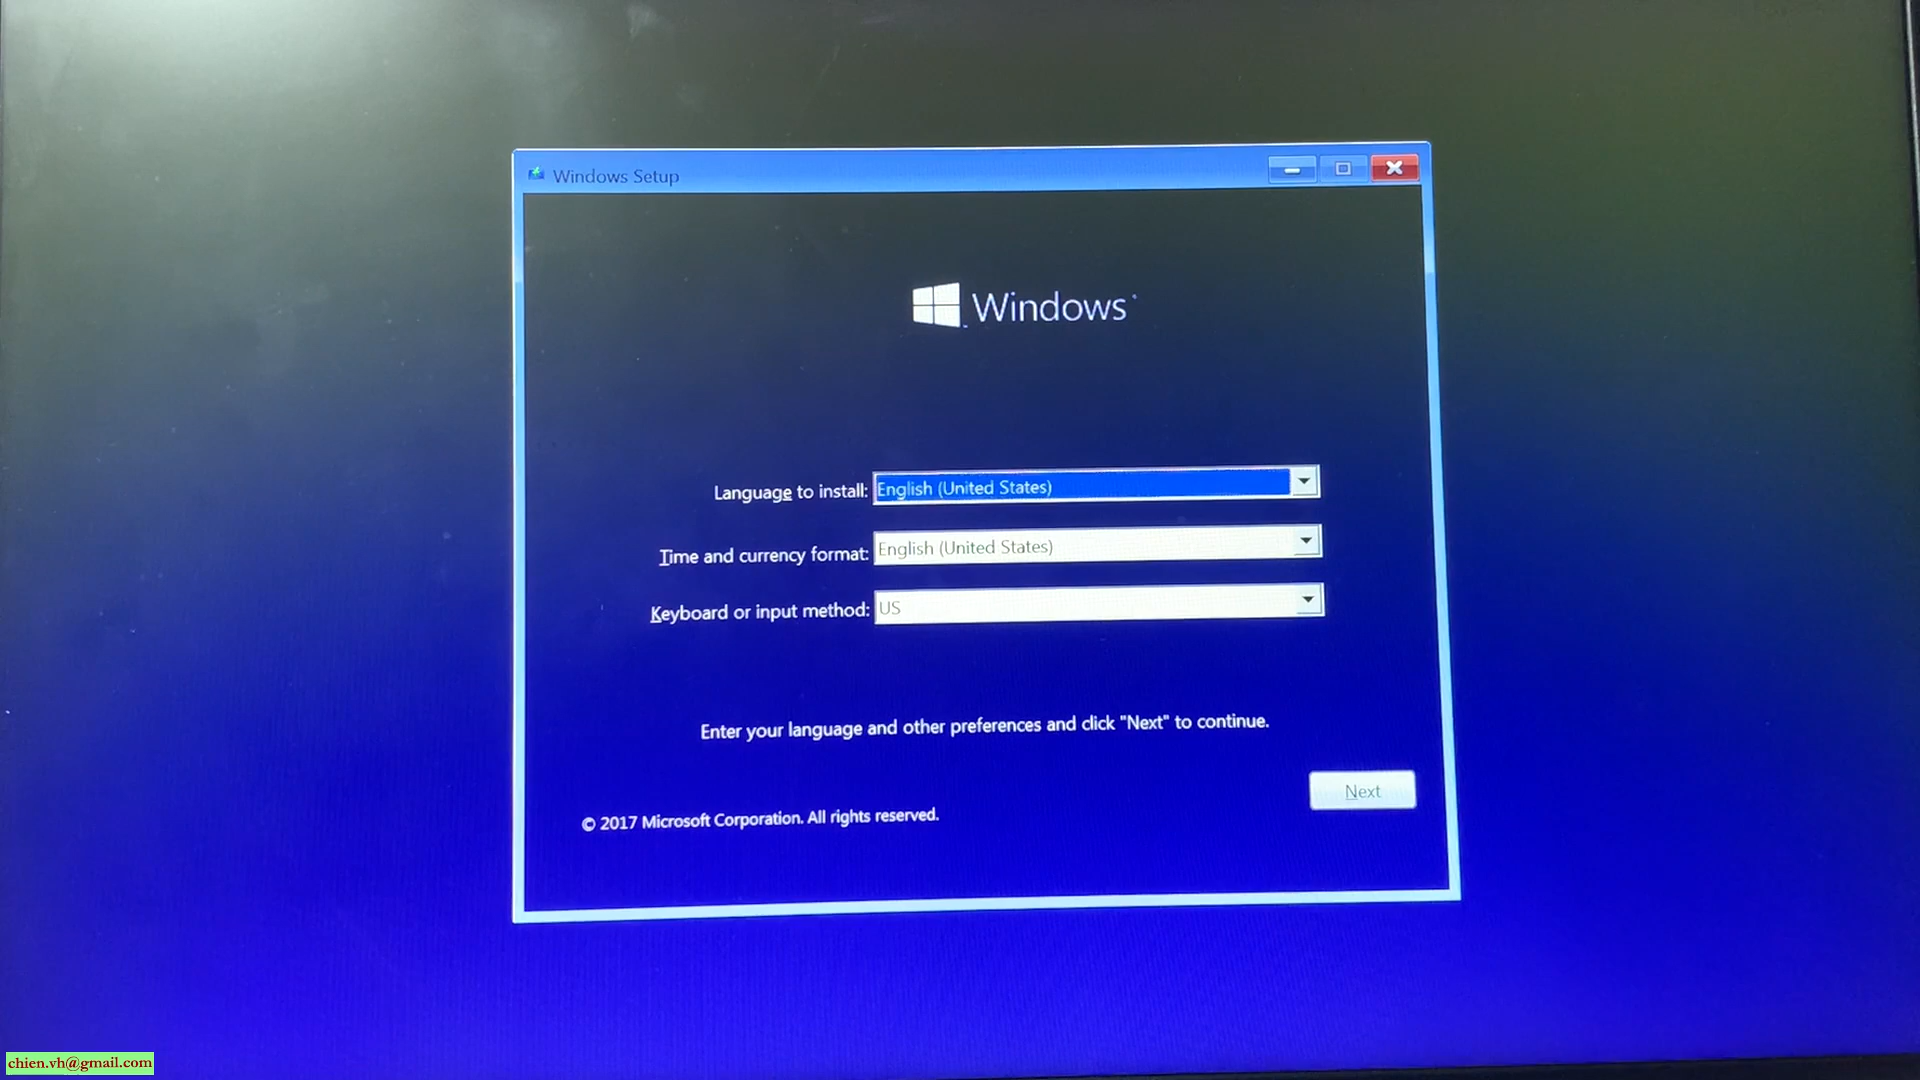 Windows Setup
Windows
Language to install: English (United States)
Time and currency format: English (United States)
Keyboard or input method: US
Enter your language and other preferences and click "Next" to continue.
Next
© 2017 Microsoft Corporation. All rights reserved.
chien.vh@gmail.com